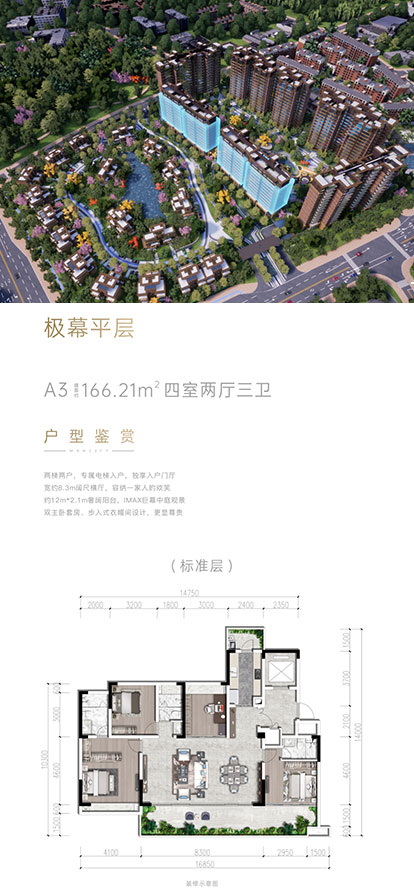 极幕平层
A3 建面约 166.21m² 四室两厅三卫
户型鉴赏
两梯两户，专属电梯入户，独享入户门厅
宽约8.3m阔尺横厅，容纳一家人的欢笑
约12m*2.1m奢阔阳台，IMAX巨幕中庭观景
双主卧套房、步入式衣帽间设计，更显尊贵
（标准层）
14750
2000 3200 1800 3000 2400 2350
600 3000 4600 1500 600
10300
1500 3700 2100 4600 1500
14000
4100 8300 2950 1500
16850
装修示意图